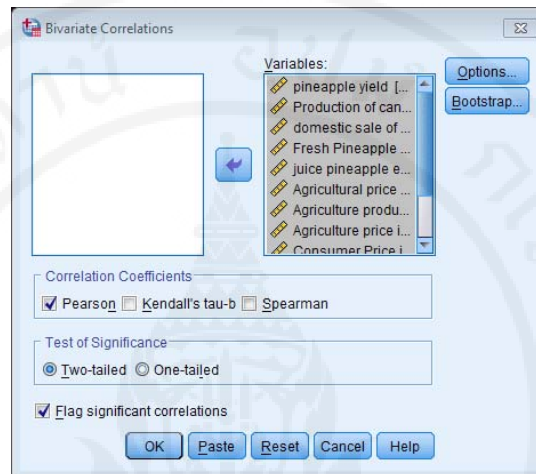 Bivariate Correlations
Variables:
pineapple yield [...
Production of can...
domestic sale of ...
Fresh Pineapple ...
juice pineapple e...
Agricultural price ...
Agriculture produ...
Agriculture price i...
Consumer Price i...
Options...
Bootstrap...
Correlation Coefficients
Pearson Kendall's tau-b Spearman
Test of Significance
Two-tailed One-tailed
Flag significant correlations
OK Paste Reset Cancel Help